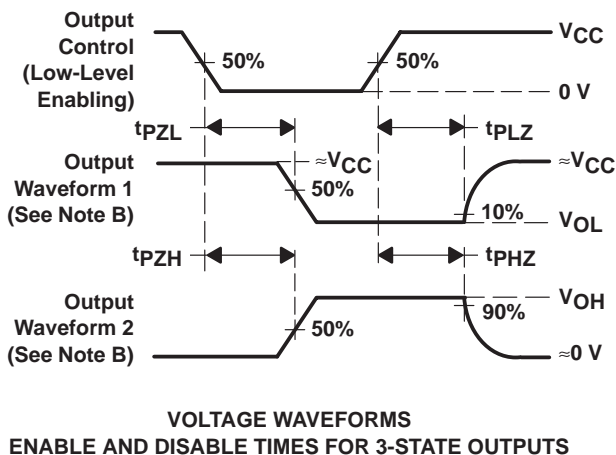 Output
Control
(Low-Level
Enabling)
50%
50%
VCC
0 V
tPZL
tPLZ
Output
Waveform 1
(See Note B)
≈VCC
50%
≈VCC
10%
VOL
tPZH
tPHZ
Output
Waveform 2
(See Note B)
50%
VOH
90%
≈0 V
VOLTAGE WAVEFORMS
ENABLE AND DISABLE TIMES FOR 3-STATE OUTPUTS